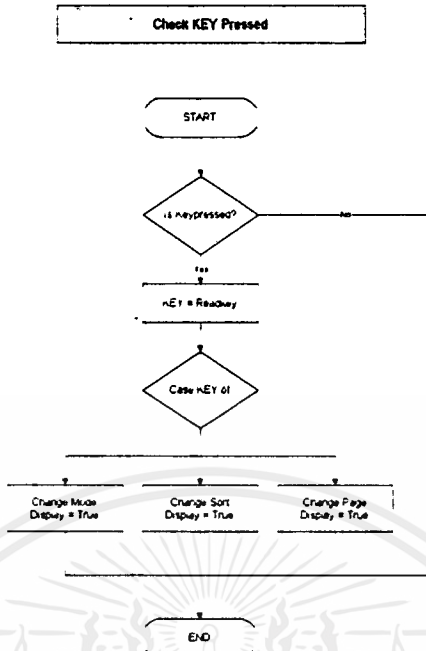 Check KEY Pressed
START
Is Keypressed?
No
Yes
KEY = Readkey
Case KEY of
Change Mode
Display = True
Change Sort
Display = True
Change Page
Display = True
END